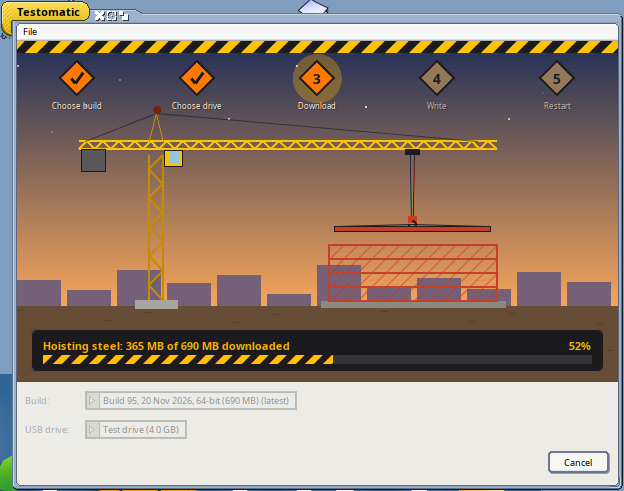 Testomatic
File
3
4
5
Choose build
Choose drive
Download
Write
Restart
Hoisting steel: 365 MB of 690 MB downloaded
52%
Build:
Build 95, 20 Nov 2026, 64-bit (690 MB) (latest)
USB drive:
Test drive (4.0 GB)
Cancel